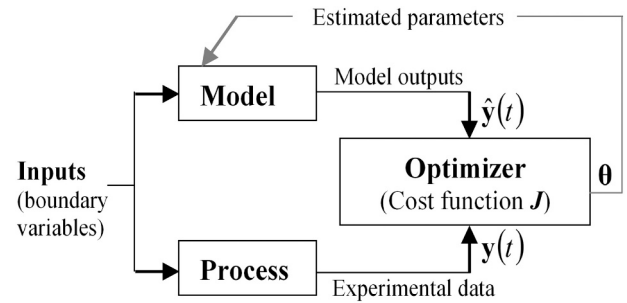 Estimated parameters
Model
Model outputs
ŷ(t)
Inputs
(boundary
variables)
Optimizer
(Cost function J)
θ
y(t)
Process
Experimental data